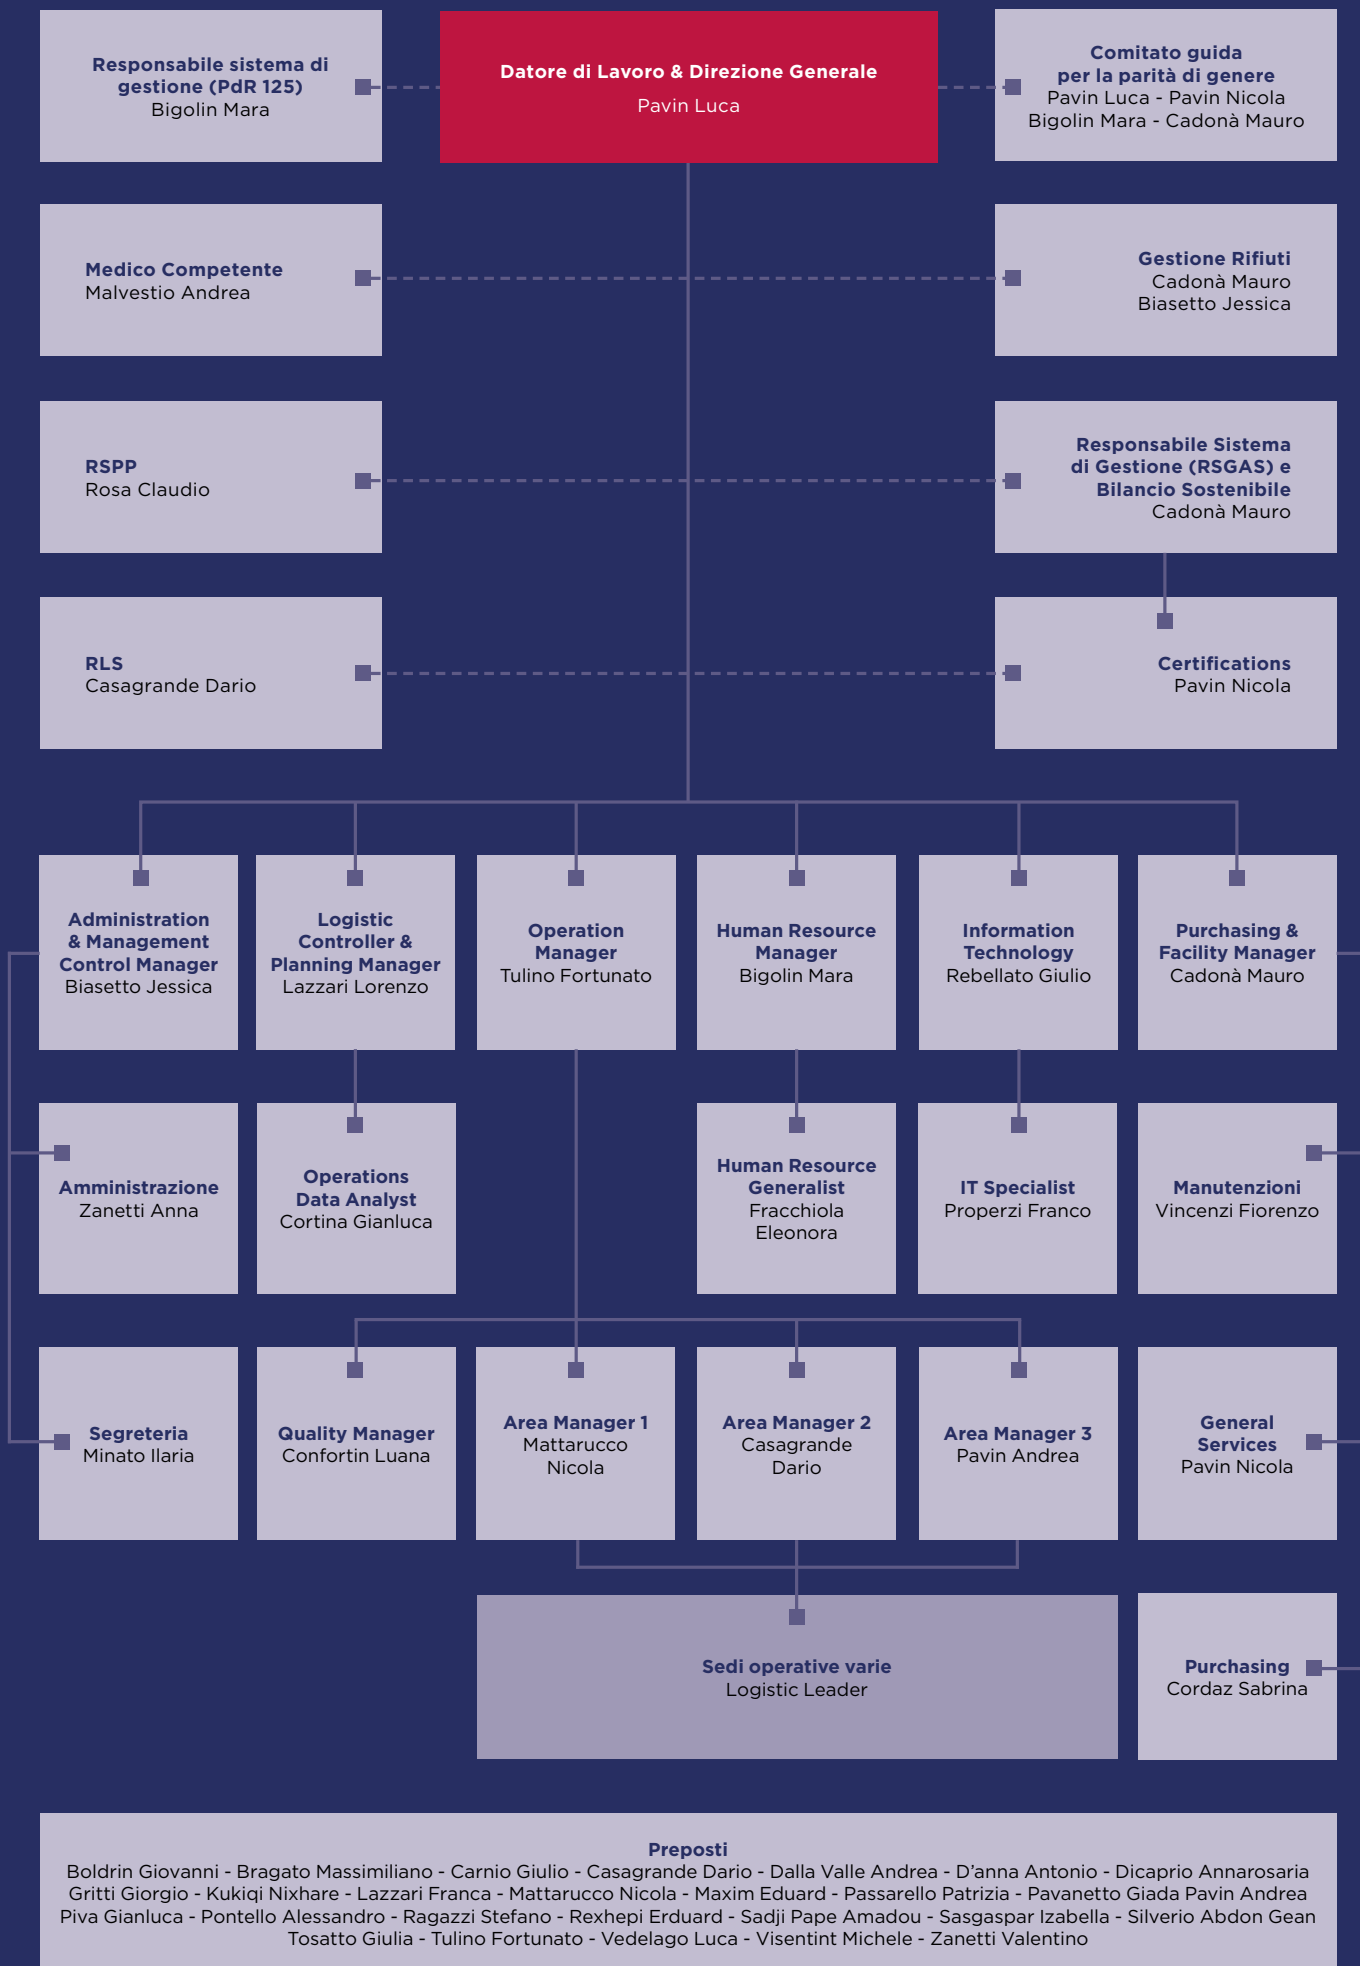 Responsabile sistema di
gestione (PdR 125)
Bigolin Mara
Datore di Lavoro & Direzione Generale
Pavin Luca
Comitato guida
per la parità di genere
Pavin Luca - Pavin Nicola
Bigolin Mara - Cadonà Mauro
Medico Competente
Malvestio Andrea
Gestione Rifiuti
Cadonà Mauro
Biasetto Jessica
RSPP
Rosa Claudio
Responsabile Sistema
di Gestione (RSGAS) e
Bilancio Sostenibile
Cadonà Mauro
RLS
Casagrande Dario
Certifications
Pavin Nicola
Administration
& Management
Control Manager
Biasetto Jessica
Logistic
Controller &
Planning Manager
Lazzari Lorenzo
Operation
Manager
Tulino Fortunato
Human Resource
Manager
Bigolin Mara
Information
Technology
Rebellato Giulio
Purchasing &
Facility Manager
Cadonà Mauro
Amministrazione
Zanetti Anna
Operations
Data Analyst
Cortina Gianluca
Human Resource
Generalist
Fracchiola
Eleonora
IT Specialist
Properzi Franco
Manutenzioni
Vincenzi Fiorenzo
Segreteria
Minato Ilaria
Quality Manager
Confortin Luana
Area Manager 1
Mattarucco
Nicola
Area Manager 2
Casagrande
Dario
Area Manager 3
Pavin Andrea
General
Services
Pavin Nicola
Sedi operative varie
Logistic Leader
Purchasing
Cordaz Sabrina
Preposti
Boldrin Giovanni - Bragato Massimiliano - Carnio Giulio - Casagrande Dario - Dalla Valle Andrea - D’anna Antonio - Dicaprio Annarosaria
Gritti Giorgio - Kukiqi Nixhare - Lazzari Franca - Mattarucco Nicola - Maxim Eduard - Passarello Patrizia - Pavanetto Giada Pavin Andrea
Piva Gianluca - Pontello Alessandro - Ragazzi Stefano - Rexhepi Erduard - Sadji Pape Amadou - Sasgaspar Izabella - Silverio Abdon Gean
Tosatto Giulia - Tulino Fortunato - Vedelago Luca - Visentint Michele - Zanetti Valentino